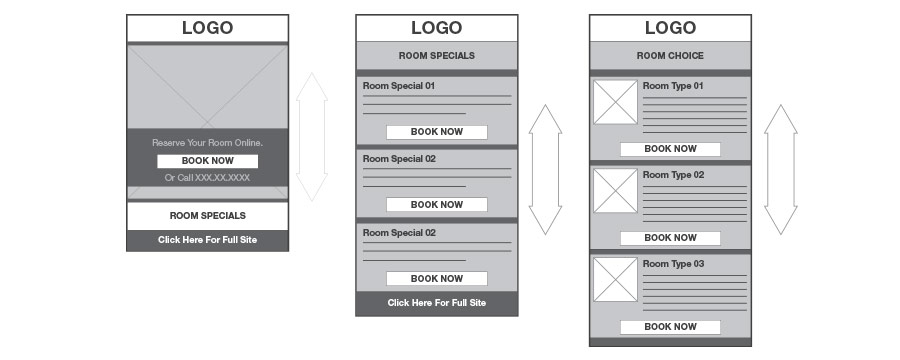 LOGO
Reserve Your Room Online.
BOOK NOW
Or Call XXX.XX.XXXX
ROOM SPECIALS
Click Here For Full Site
LOGO
ROOM SPECIALS
Room Special 01
BOOK NOW
Room Special 02
BOOK NOW
Room Special 02
BOOK NOW
Click Here For Full Site
LOGO
ROOM CHOICE
Room Type 01
BOOK NOW
Room Type 02
BOOK NOW
Room Type 03
BOOK NOW